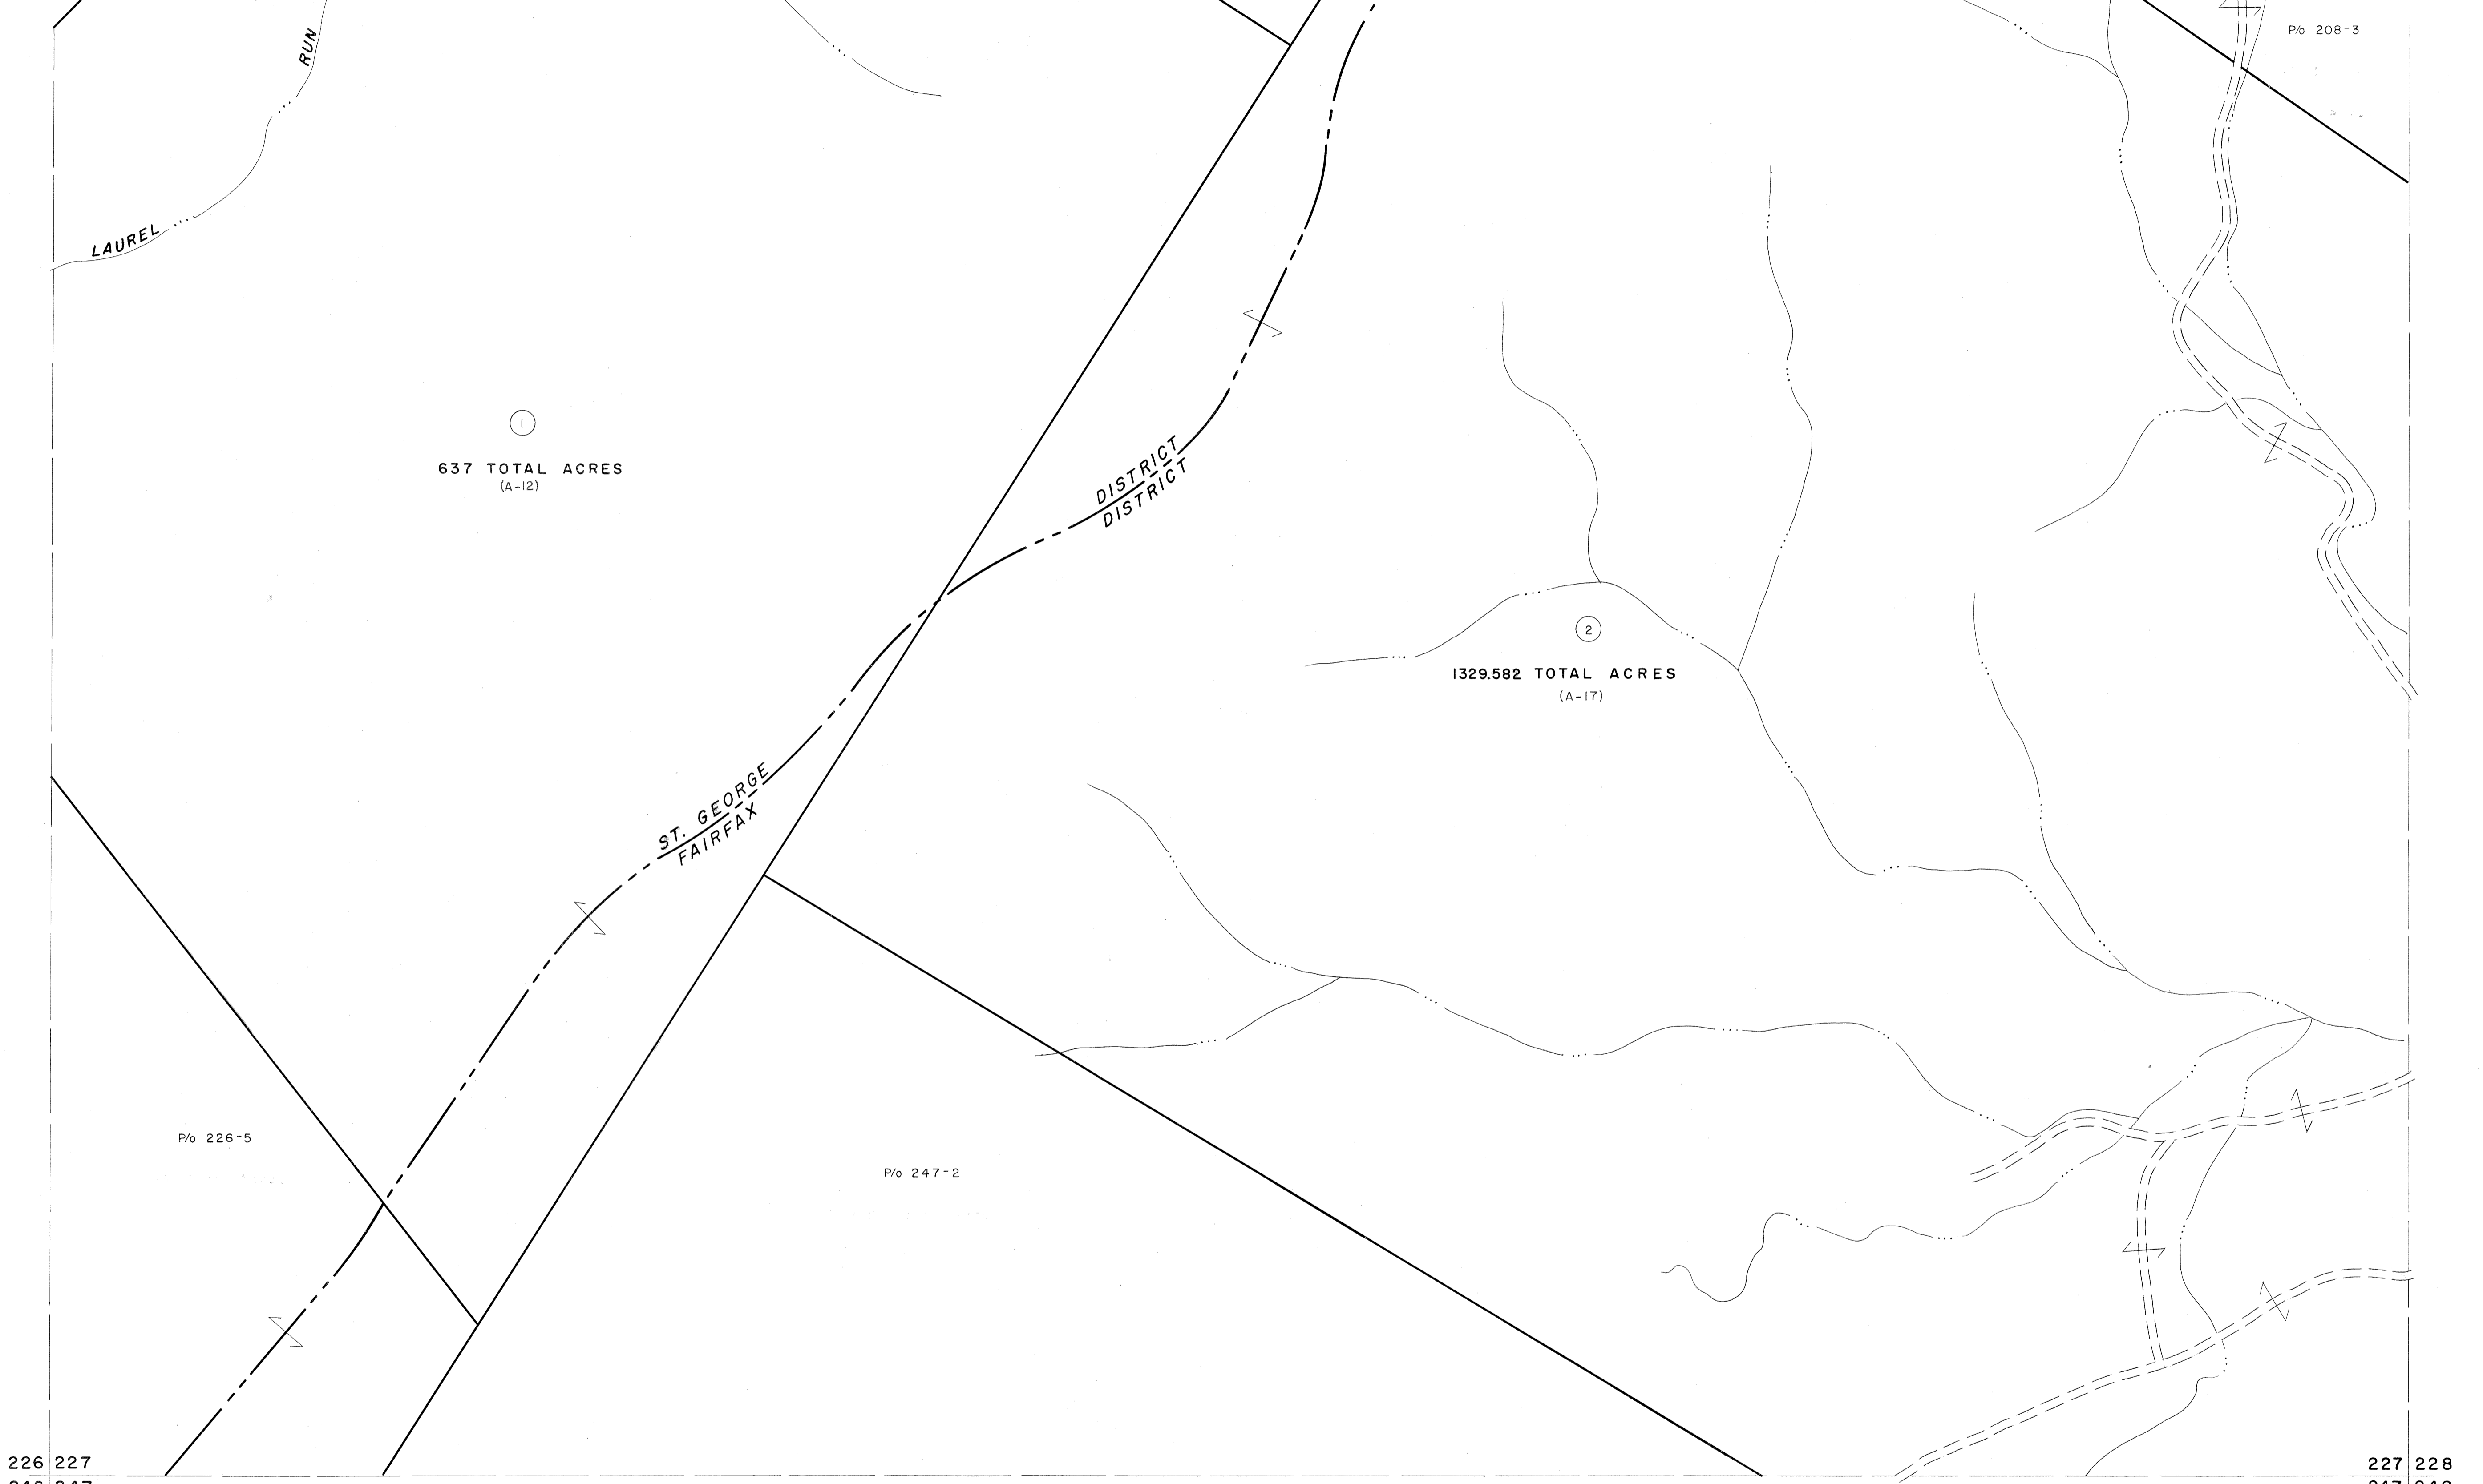 P/o 208-3
RUN
LAUREL
1
637 TOTAL ACRES
(A-12)
DISTRICT
DISTRICT
2
1329.582 TOTAL ACRES
(A-17)
ST. GEORGE
FAIRFAX
P/o 226-5
P/o 247-2
226 227
227 228